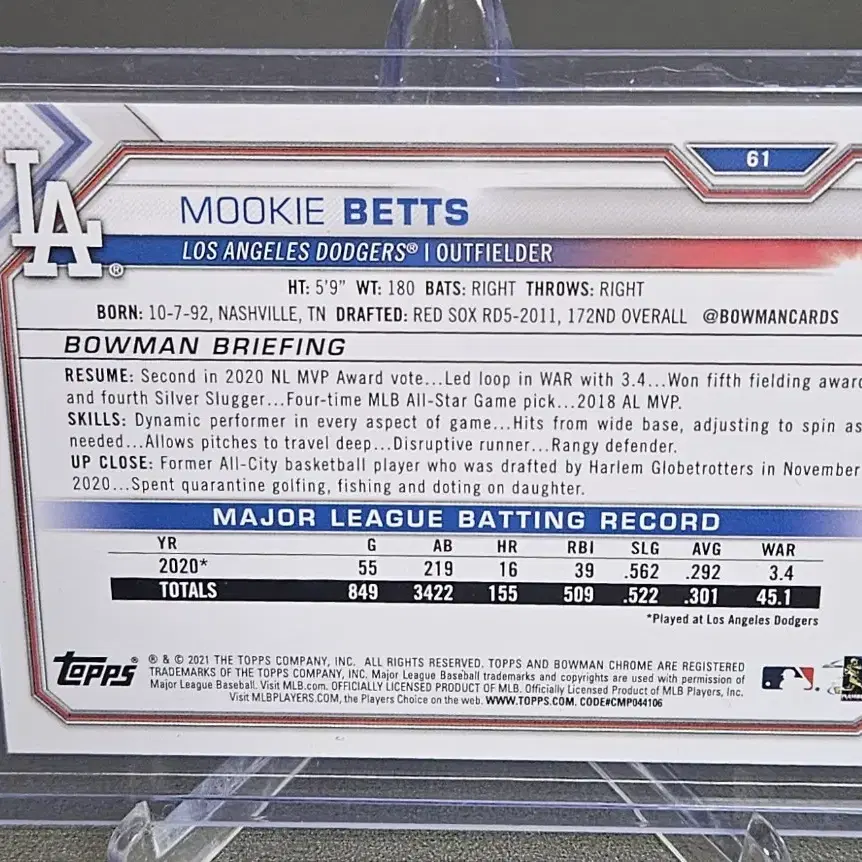 61
LA®
MOOKIE BETTS
LOS ANGELES DODGERS® | OUTFIELDER
HT: 5'9" WT: 180 BATS: RIGHT THROWS: RIGHT
BORN: 10-7-92, NASHVILLE, TN DRAFTED: RED SOX RD5-2011, 172ND OVERALL @BOWMANCARDS
BOWMAN BRIEFING
RESUME: Second in 2020 NL MVP Award vote...Led loop in WAR with 3.4...Won fifth fielding award
and fourth Silver Slugger...Four-time MLB All-Star Game pick...2018 AL MVP.
SKILLS: Dynamic performer in every aspect of game...Hits from wide base, adjusting to spin as
needed...Allows pitches to travel deep...Disruptive runner...Rangy defender.
UP CLOSE: Former All-City basketball player who was drafted by Harlem Globetrotters in November
2020...Spent quarantine golfing, fishing and doting on daughter.
MAJOR LEAGUE BATTING RECORD
YR G AB HR RBI SLG AVG WAR
2020* 55 219 16 39 .562 .292 3.4
TOTALS 849 3422 155 509 .522 .301 45.1
*Played at Los Angeles Dodgers
Topps®
® & © 2021 THE TOPPS COMPANY, INC. ALL RIGHTS RESERVED. TOPPS AND BOWMAN CHROME ARE REGISTERED
TRADEMARKS OF THE TOPPS COMPANY, INC. Major League Baseball trademarks and copyrights are used with permission of
Major League Baseball. Visit MLB.com. OFFICIALLY LICENSED PRODUCT OF MLB. Officially Licensed Product of MLB Players, Inc.
Visit MLBPLAYERS.COM, the Players Choice on the web. WWW.TOPPS.COM. CODE#CMP044106